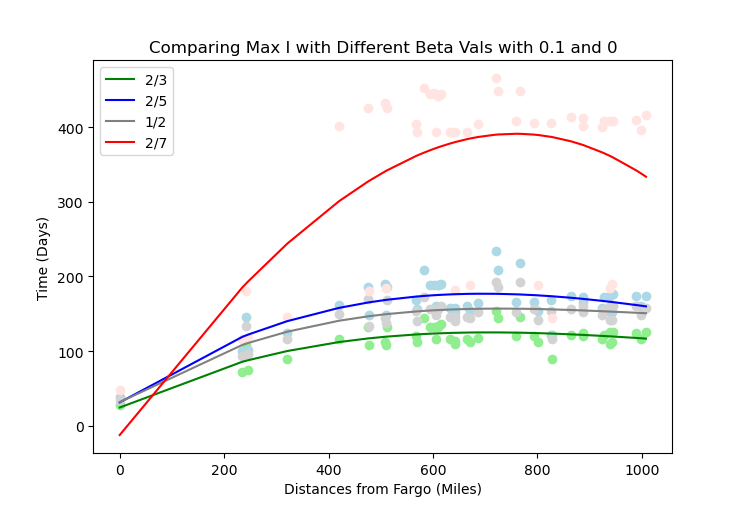 Comparing Max I with Different Beta Vals with 0.1 and 0
2/3
2/5
1/2
2/7
400
300
200
100
0
Time (Days)
0 200 400 600 800 1000
Distances from Fargo (Miles)